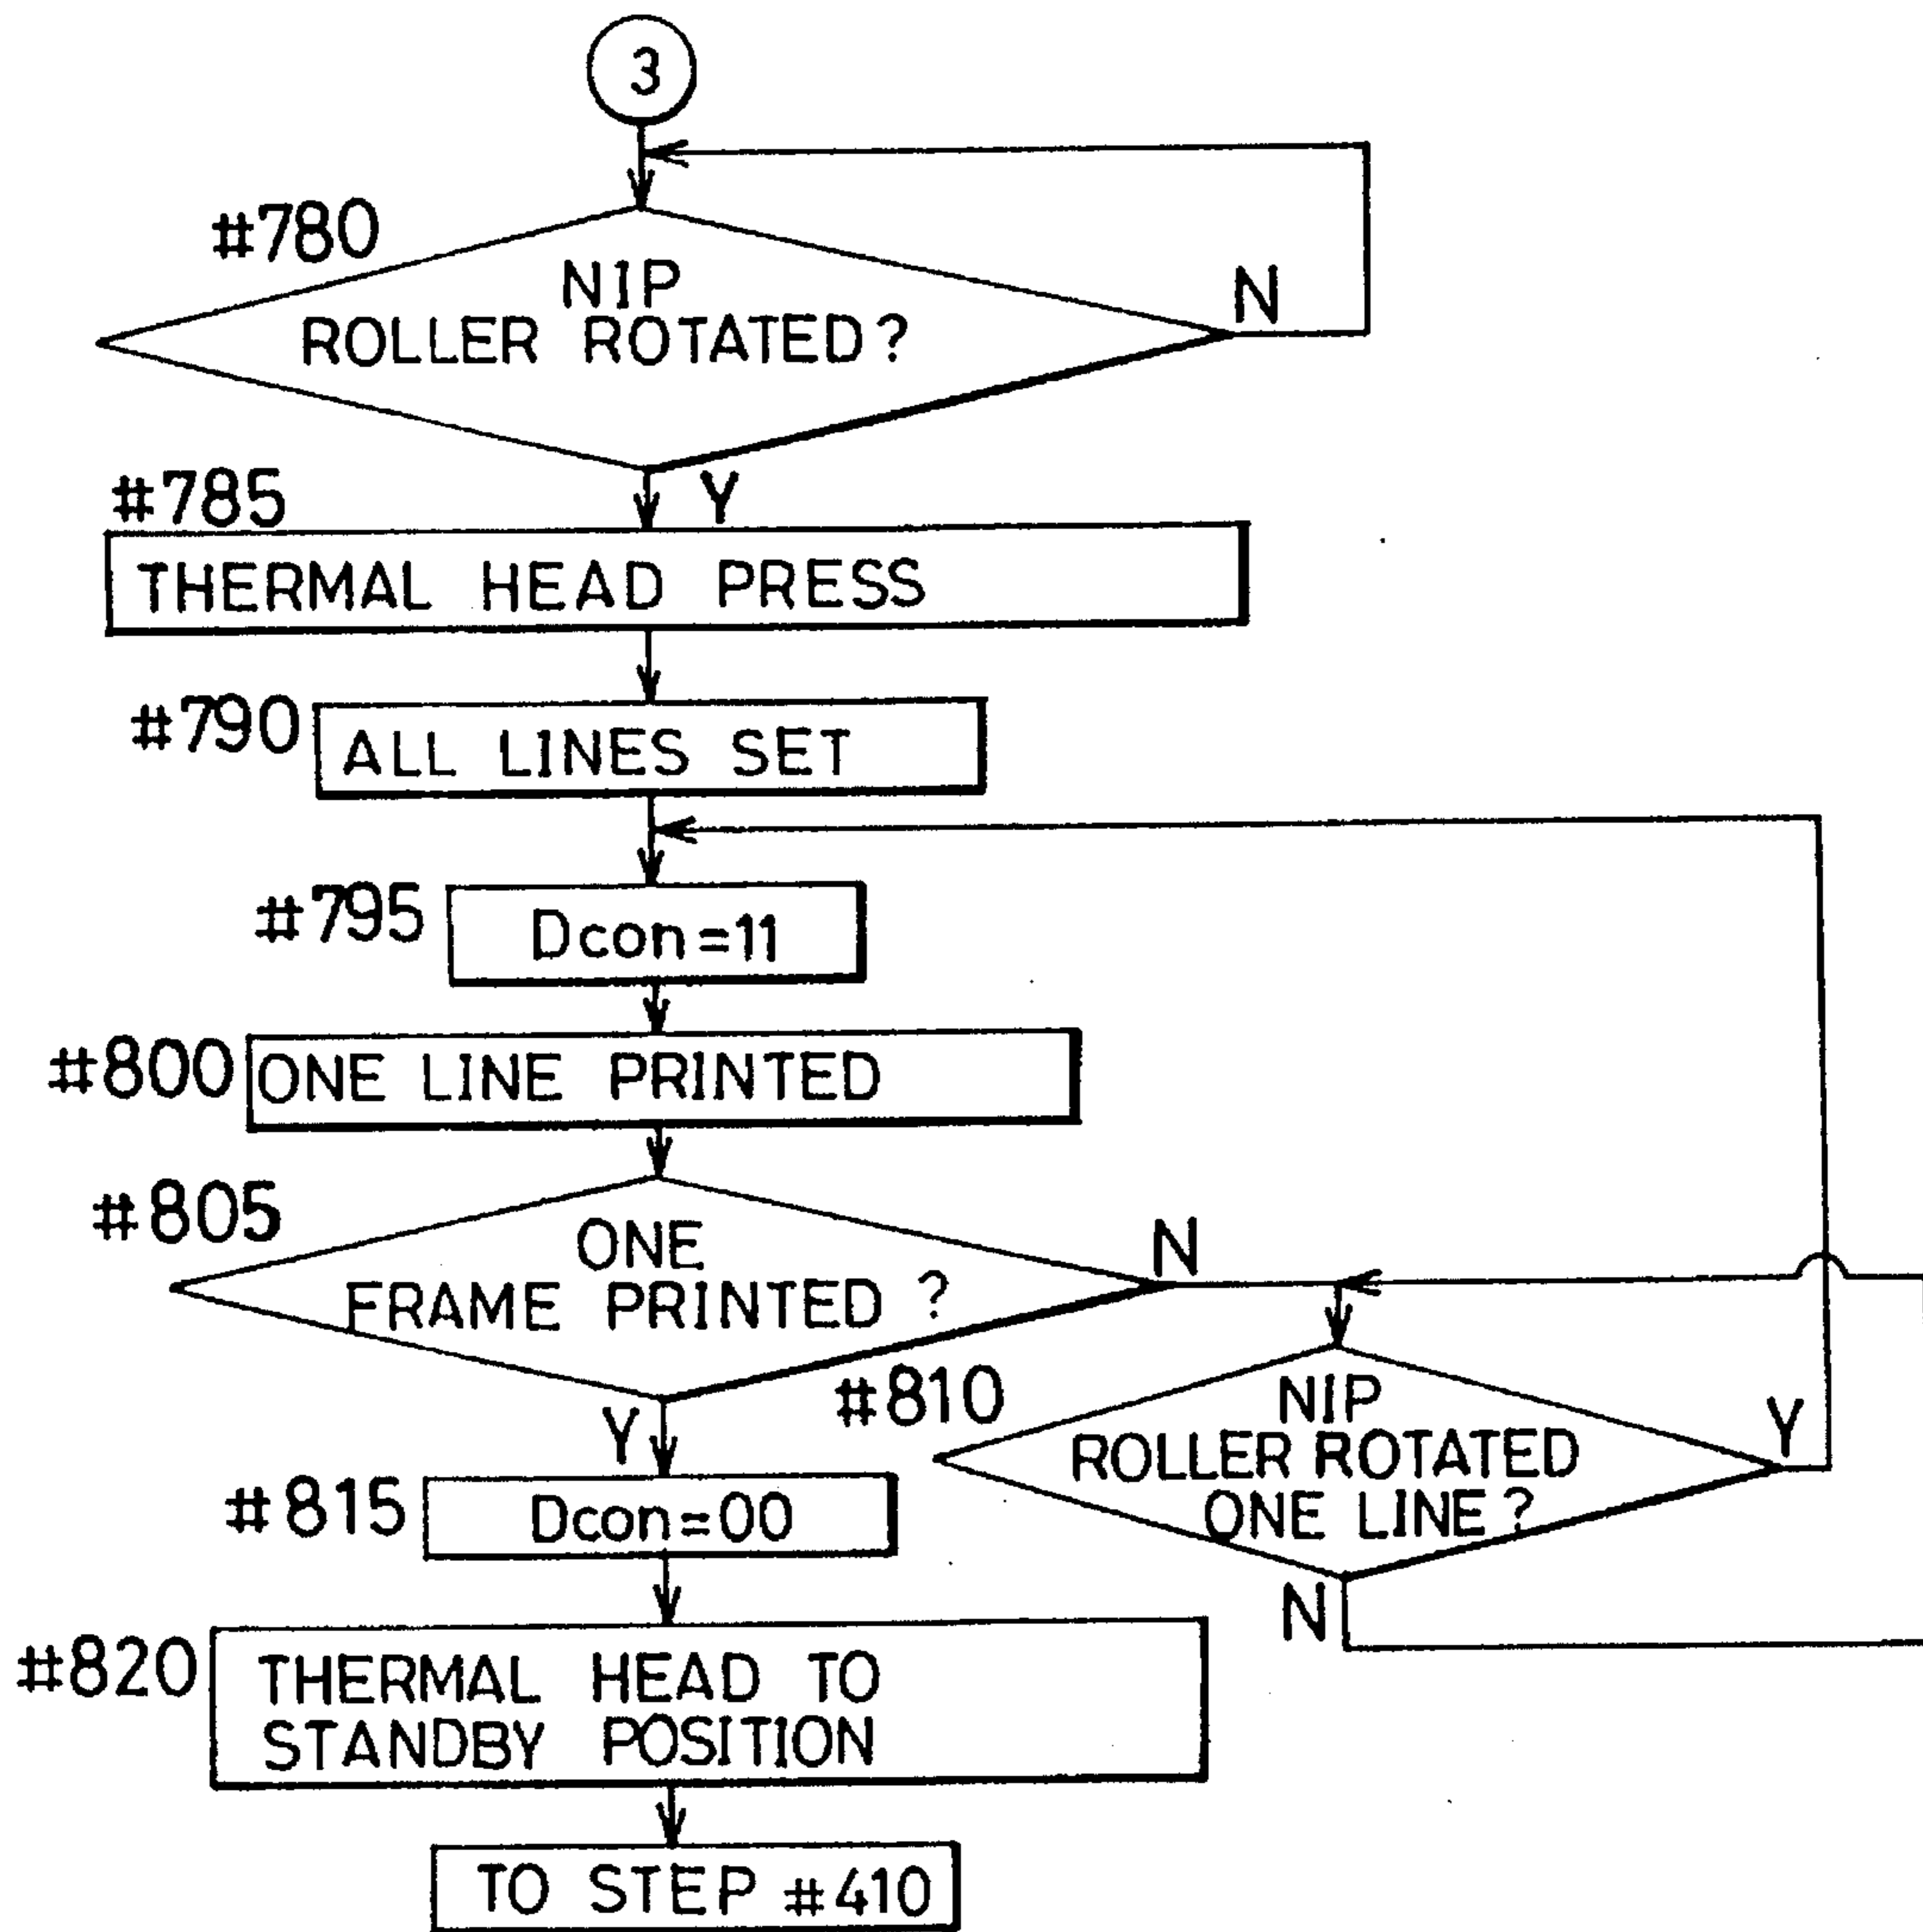 3
#780
NIP
ROLLER ROTATED?
N
Y
#785
THERMAL HEAD PRESS
#790
ALL LINES SET
#795
Dcon=11
#800
ONE LINE PRINTED
#805
ONE
FRAME PRINTED ?
N
Y
#810
NIP
ROLLER ROTATED
ONE LINE?
Y
N
#815
Dcon=00
#820
THERMAL HEAD TO
STANDBY POSITION
TO STEP #410